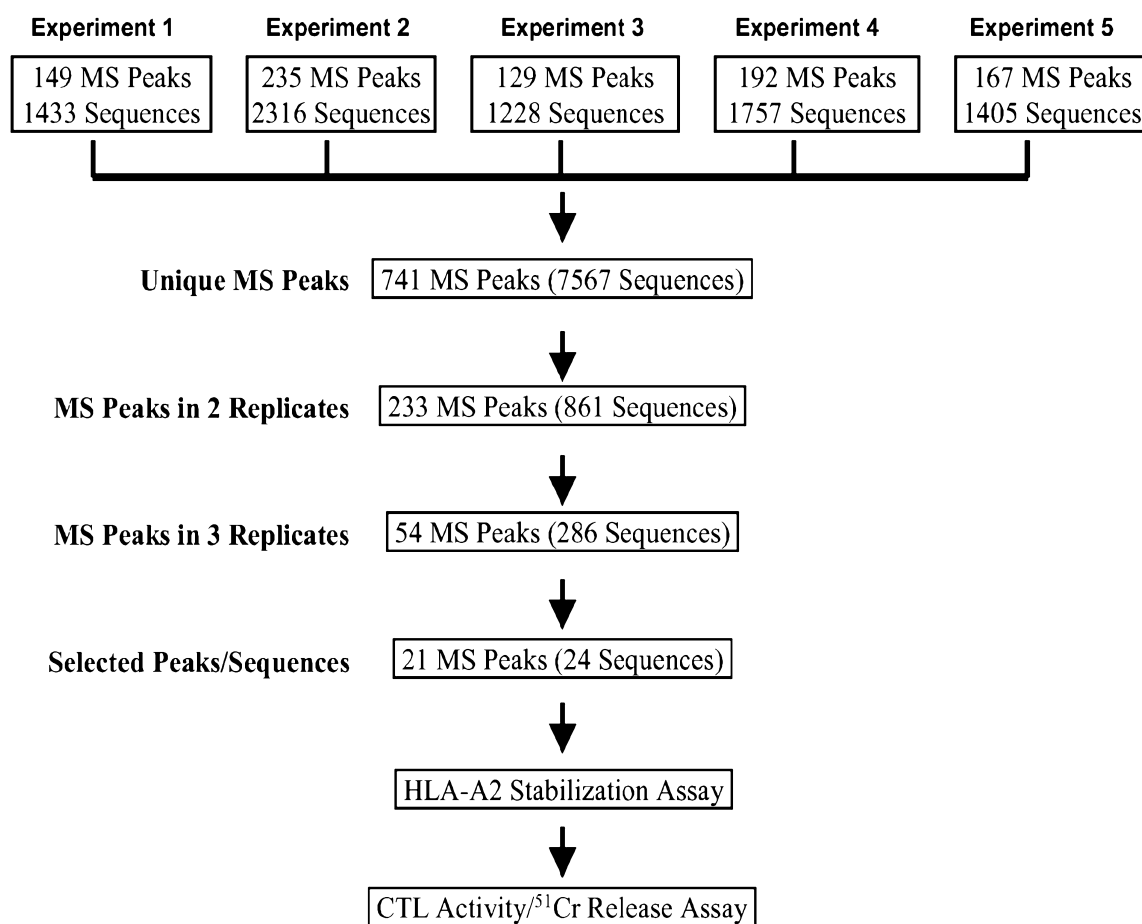 Experiment 1 Experiment 2 Experiment 3 Experiment 4 Experiment 5
149 MS Peaks 235 MS Peaks 129 MS Peaks 192 MS Peaks 167 MS Peaks
1433 Sequences 2316 Sequences 1228 Sequences 1757 Sequences 1405 Sequences
Unique MS Peaks 741 MS Peaks (7567 Sequences)
MS Peaks in 2 Replicates 233 MS Peaks (861 Sequences)
MS Peaks in 3 Replicates 54 MS Peaks (286 Sequences)
Selected Peaks/Sequences 21 MS Peaks (24 Sequences)
HLA-A2 Stabilization Assay
CTL Activity/⁵¹Cr Release Assay